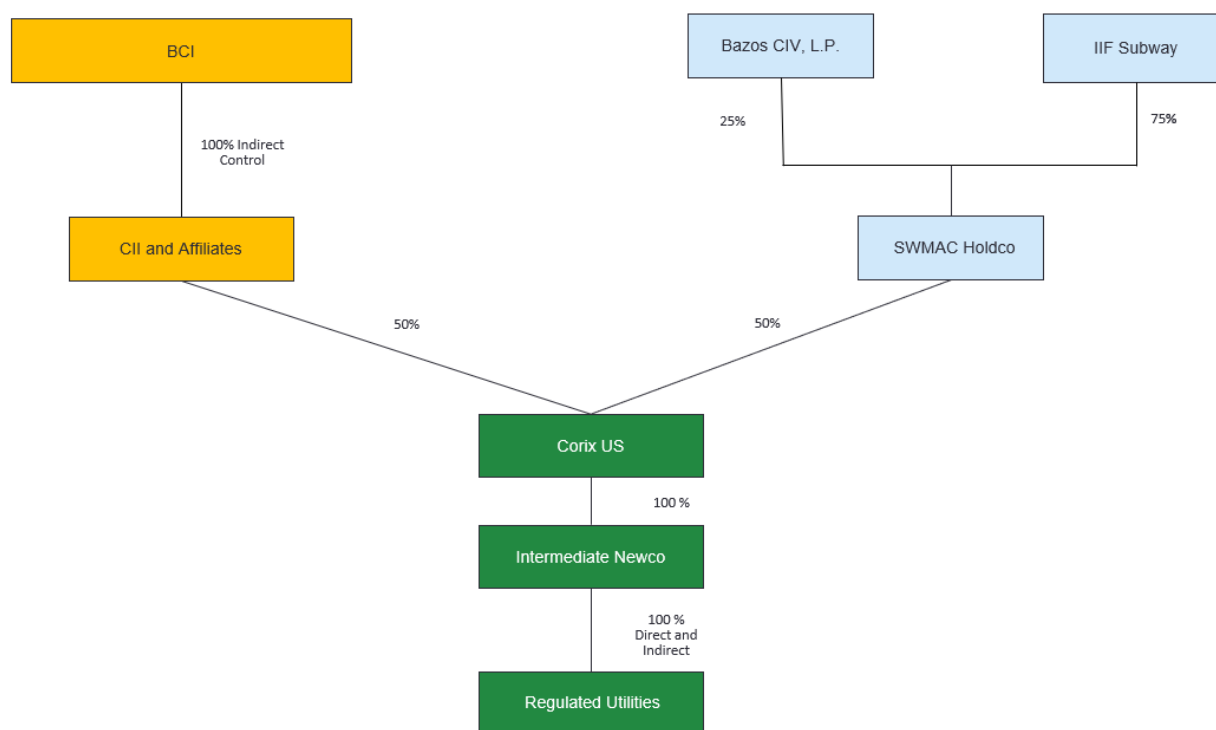 BCI
Bazos CIV, L.P.
IIF Subway
25%
75%
100% Indirect
Control
CII and Affiliates
SWMAC Holdco
50%
50%
Corix US
100 %
Intermediate Newco
100 %
Direct and
Indirect
Regulated Utilities